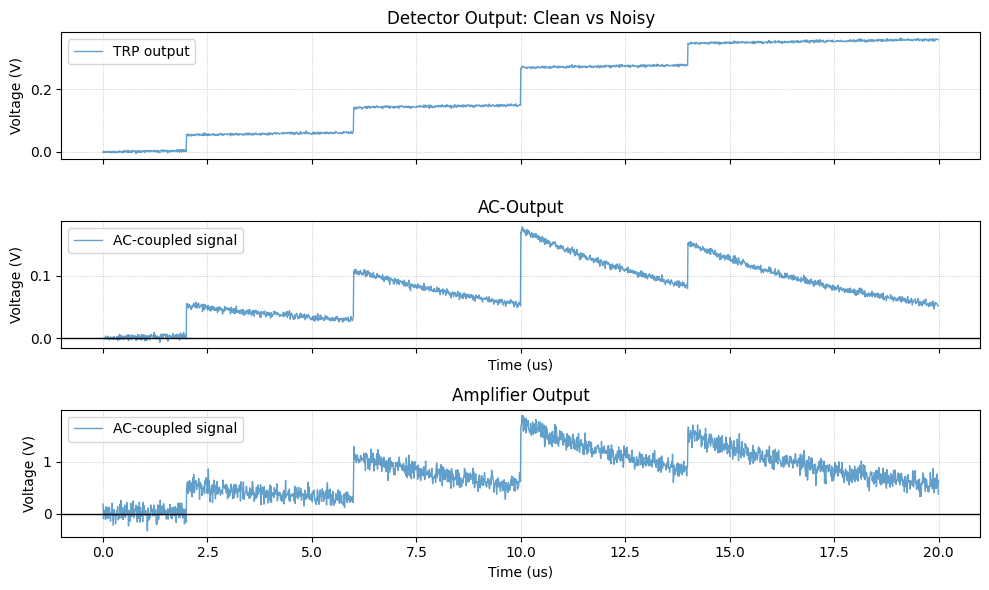 Detector Output: Clean vs Noisy
TRP output
Voltage (V)
0.2
0.0
AC-Output
AC-coupled signal
Voltage (V)
0.1
0.0
Time (us)
Amplifier Output
AC-coupled signal
Voltage (V)
1
0
0.0 2.5 5.0 7.5 10.0 12.5 15.0 17.5 20.0
Time (us)